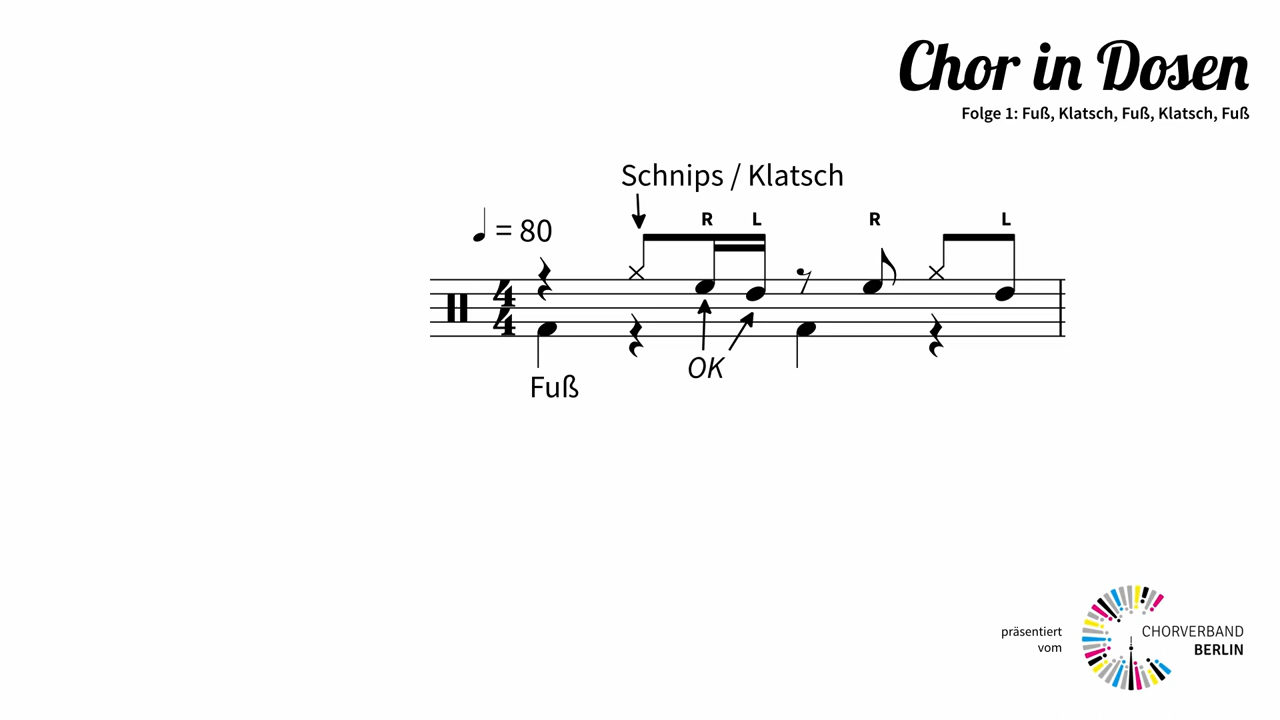 Chor in Dosen
Folge 1: Fuß, Klatsch, Fuß, Klatsch, Fuß
Schnips / Klatsch
R L R L
= 80
4
4
OK
Fuß
präsentiert
vom
CHORVERBAND
BERLIN